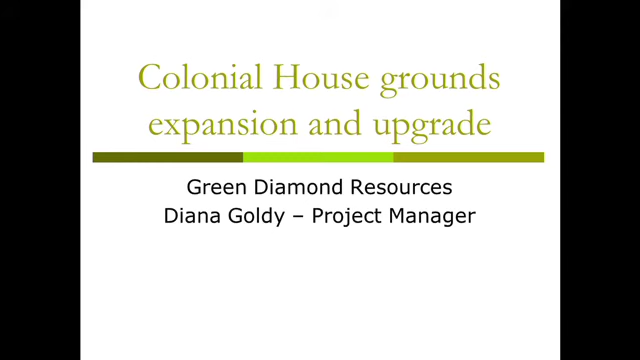 Colonial House grounds
expansion and upgrade
Green Diamond Resources
Diana Goldy – Project Manager